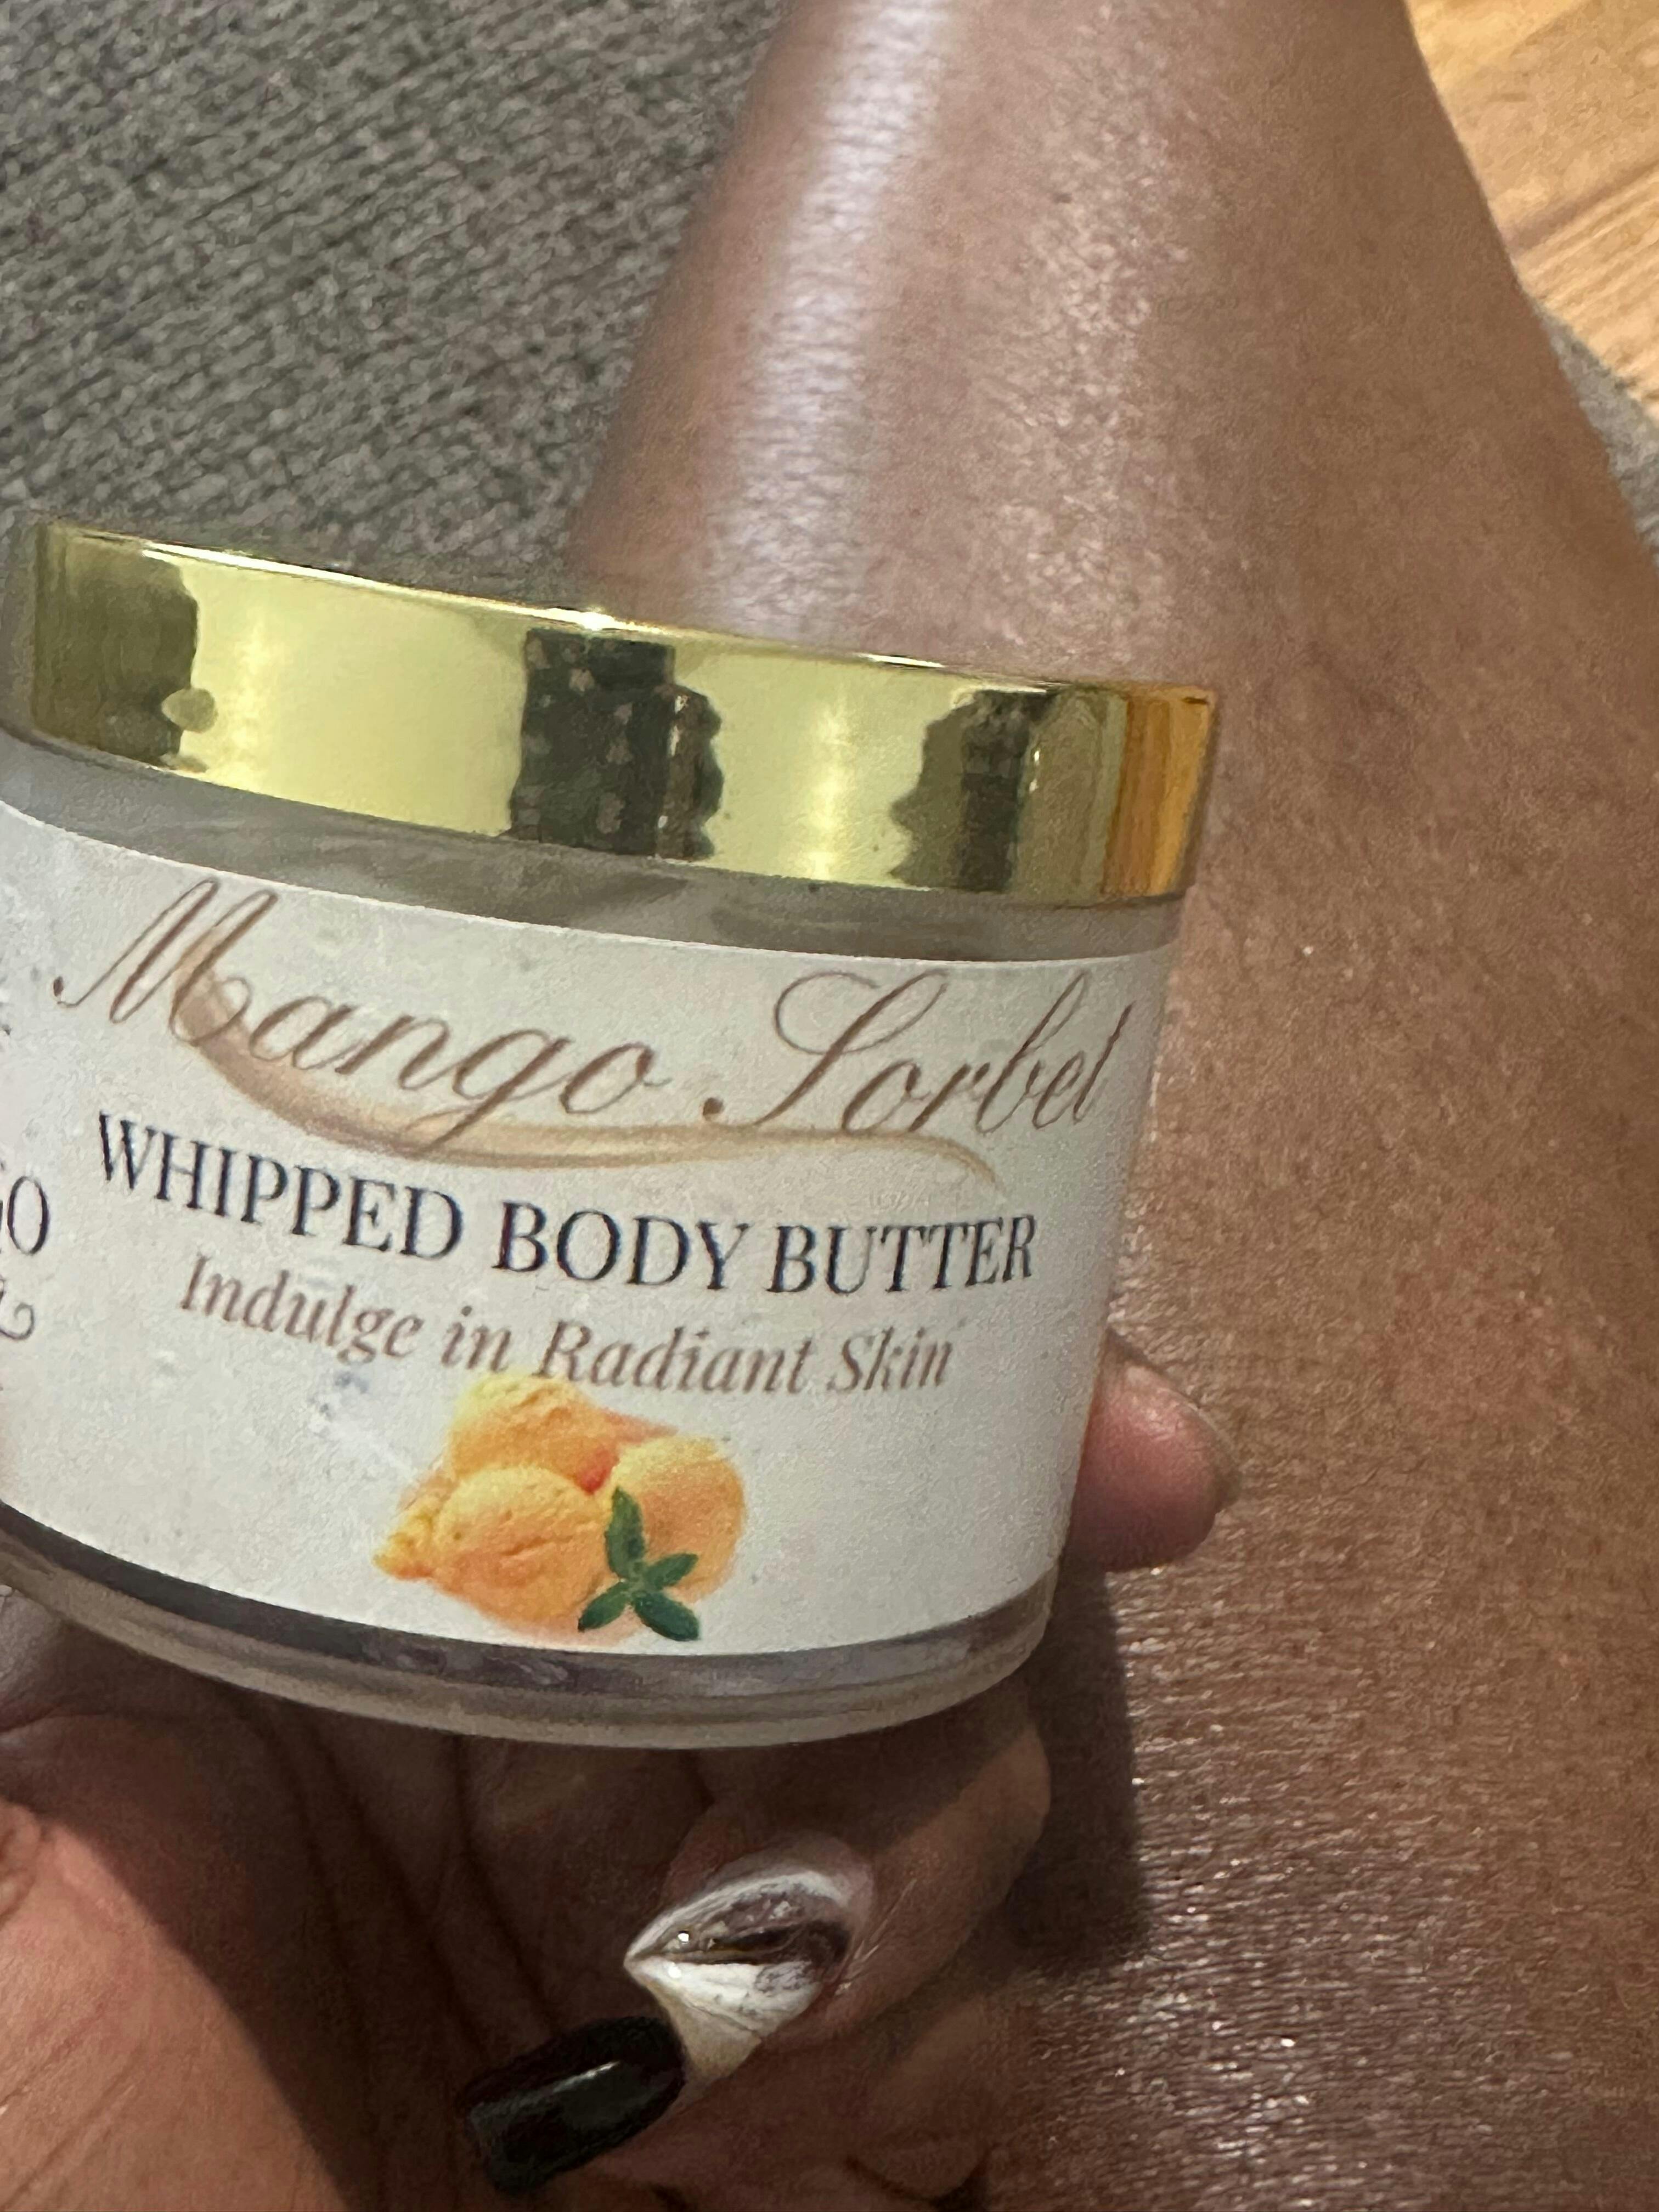 Mango Sorbet
WHIPPED BODY BUTTER
Indulge in Radiant Skin